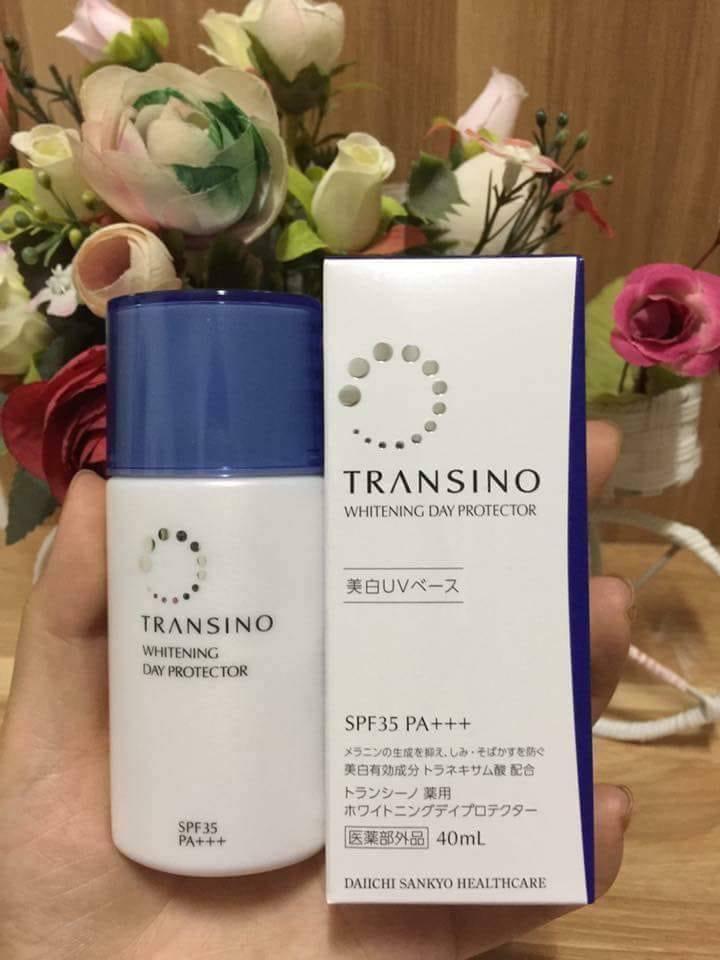 TRANSINO
WHITENING
DAY PROTECTOR
SPF35
PA+++
TRANSINO
WHITENING DAY PROTECTOR
美白UVベース
SPF35 PA+++
メラニンの生成を抑え、しみ・そばかすを防ぐ
美白有効成分 トラネキサム酸 配合
トランシーノ 薬用
ホワイトニングデイプロテクター
医薬部外品 40mL
DAIICHI SANKYO HEALTHCARE